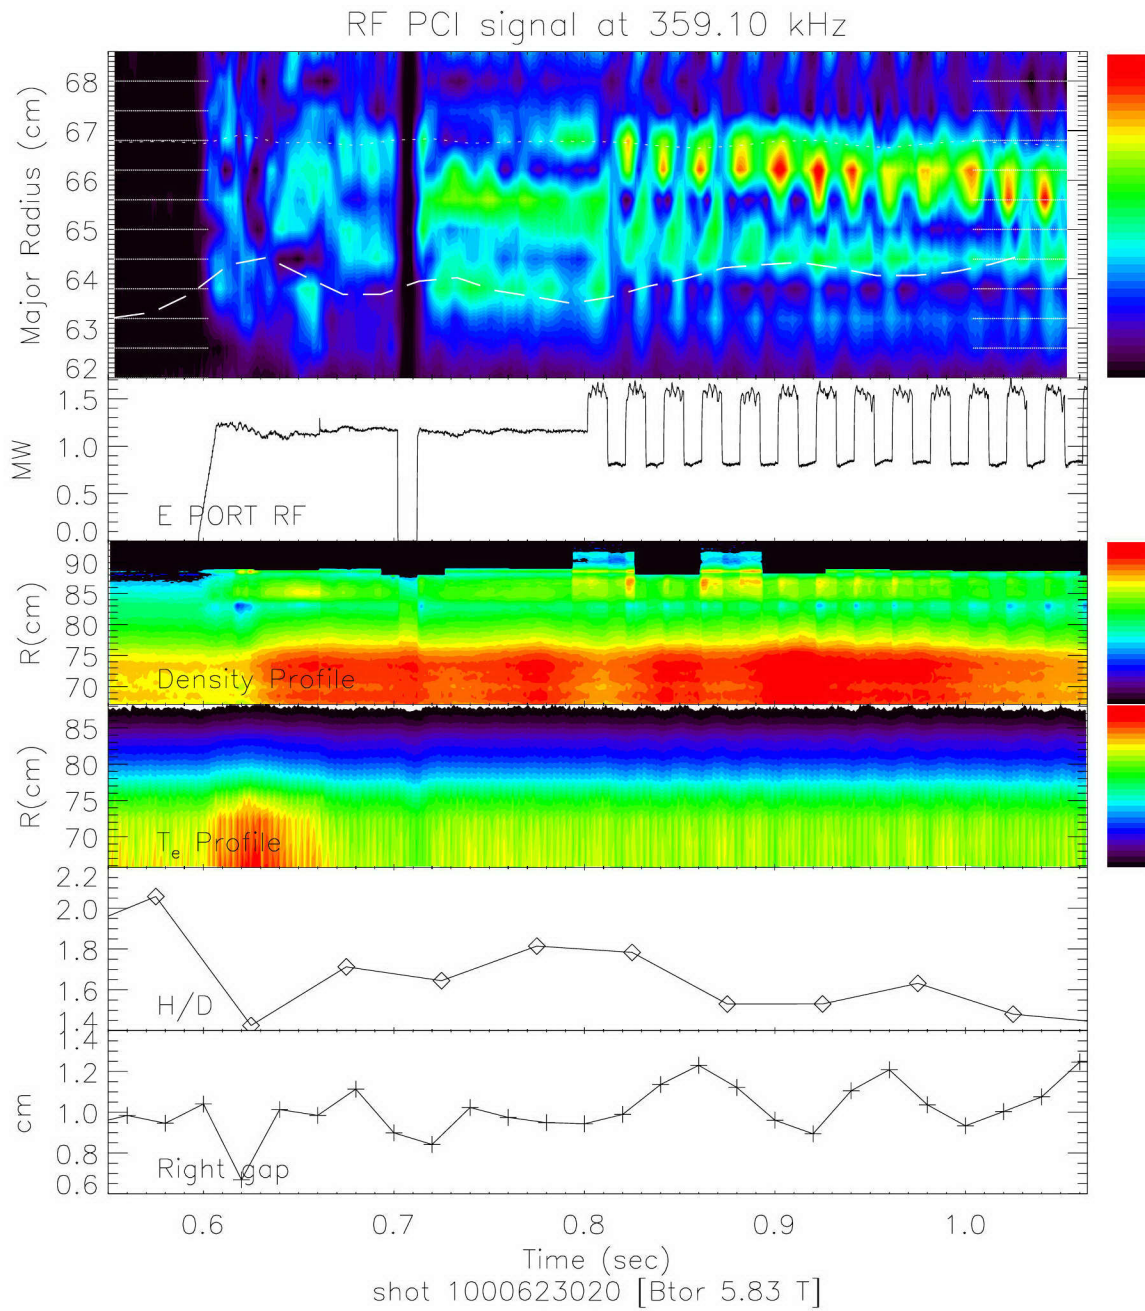 RF PCI signal at 359.10 kHz
Major Radius (cm)
68
67
66
65
64
63
62
MW
1.5
1.0
0.5
0.0
E PORT RF
R(cm)
90
85
80
75
70
Density Profile
R(cm)
85
80
75
70
Te Profile
2.2
2.0
1.8
1.6
1.4
H/D
cm
1.4
1.2
1.0
0.8
0.6
Right gap
0.6 0.7 0.8 0.9 1.0
Time (sec)
shot 1000623020 [Btor 5.83 T]